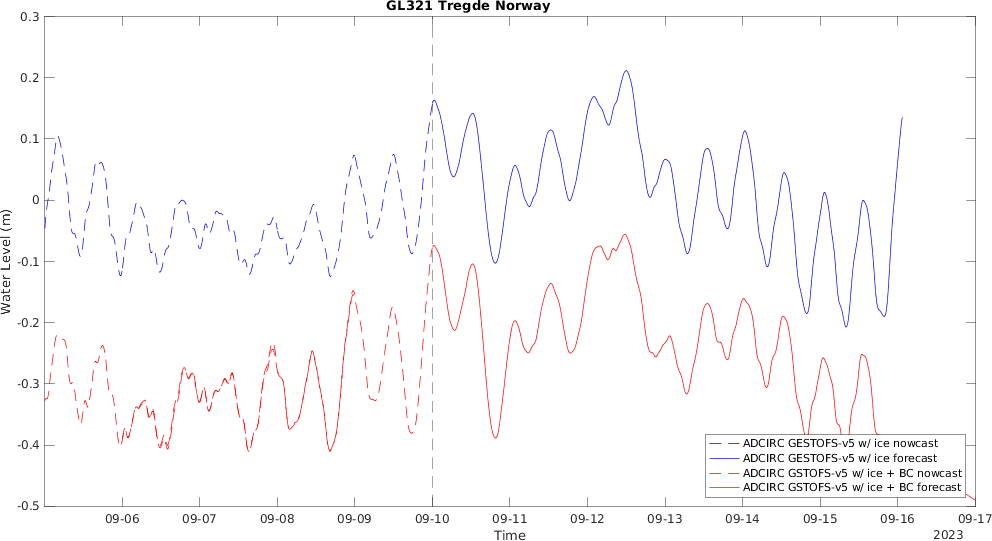 GL321 Tregde Norway
0.3
0.2
0.1
0
-0.1
-0.2
-0.3
-0.4
-0.5
Water Level (m)
ADCIRC GESTOFS-v5 w/ ice nowcast
ADCIRC GESTOFS-v5 w/ ice forecast
ADCIRC GSTOFS-v5 w/ ice + BC nowcast
ADCIRC GSTOFS-v5 w/ ice + BC forecast
09-06 09-07 09-08 09-09 09-10 09-11 09-12 09-13 09-14 09-15 09-16 09-17
Time
2023